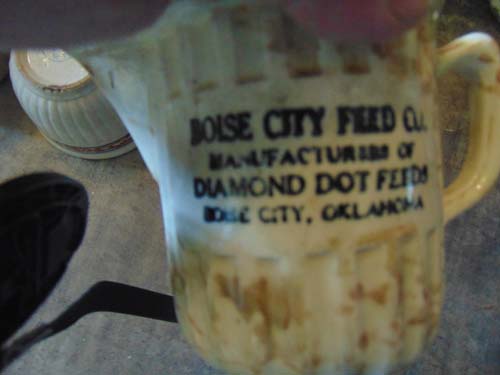 BOISE CITY FEED CO.
MANUFACTURERS OF
DIAMOND DOT FEEDS
BOISE CITY, OKLAHOMA